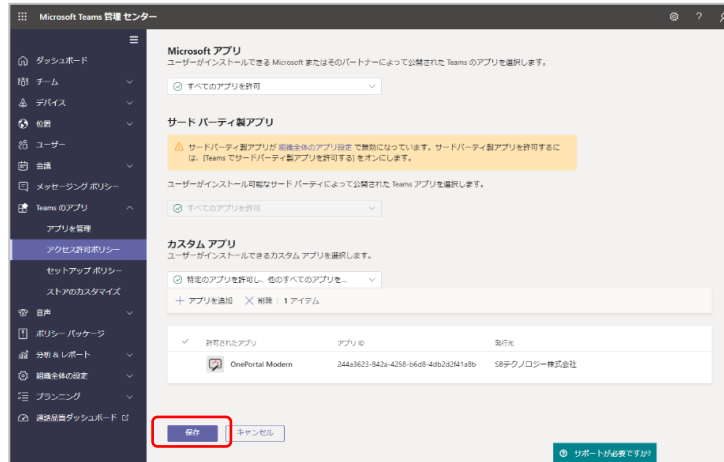 Microsoft Teams 管理センター
?
ダッシュボード
チーム
デバイス
位置
ユーザー
会議
メッセージング ポリシー
Teams のアプリ
アプリを管理
アクセス許可ポリシー
セットアップ ポリシー
ストアのカスタマイズ
音声
ポリシー パッケージ
分析 & レポート
組織全体の設定
プランニング
通話品質ダッシュボード
Microsoft アプリ
ユーザーがインストールできる Microsoft またはそのパートナーによって公開された Teams のアプリを選択します。
すべてのアプリを許可
サード パーティ製アプリ
サードパーティ製アプリが 組織全体のアプリ設定 で無効になっています。サードパーティ製アプリを許可するに
は、[Teams でサードパーティ製アプリを許可する] をオンにします。
ユーザーがインストール可能なサード パーティによって公開された Teams アプリを選択します。
すべてのアプリを許可
カスタム アプリ
ユーザーがインストールできるカスタム アプリを選択します。
特定のアプリを許可し、他のすべてのアプリを...
アプリを追加 削除 | 1 アイテム
許可されたアプリ アプリ ID 発行元
OnePortal Modern 244a3623-842a-4258-b6d8-4db2d2f41a8b SBテクノロジー株式会社
保存 キャンセル
サポートが必要ですか?